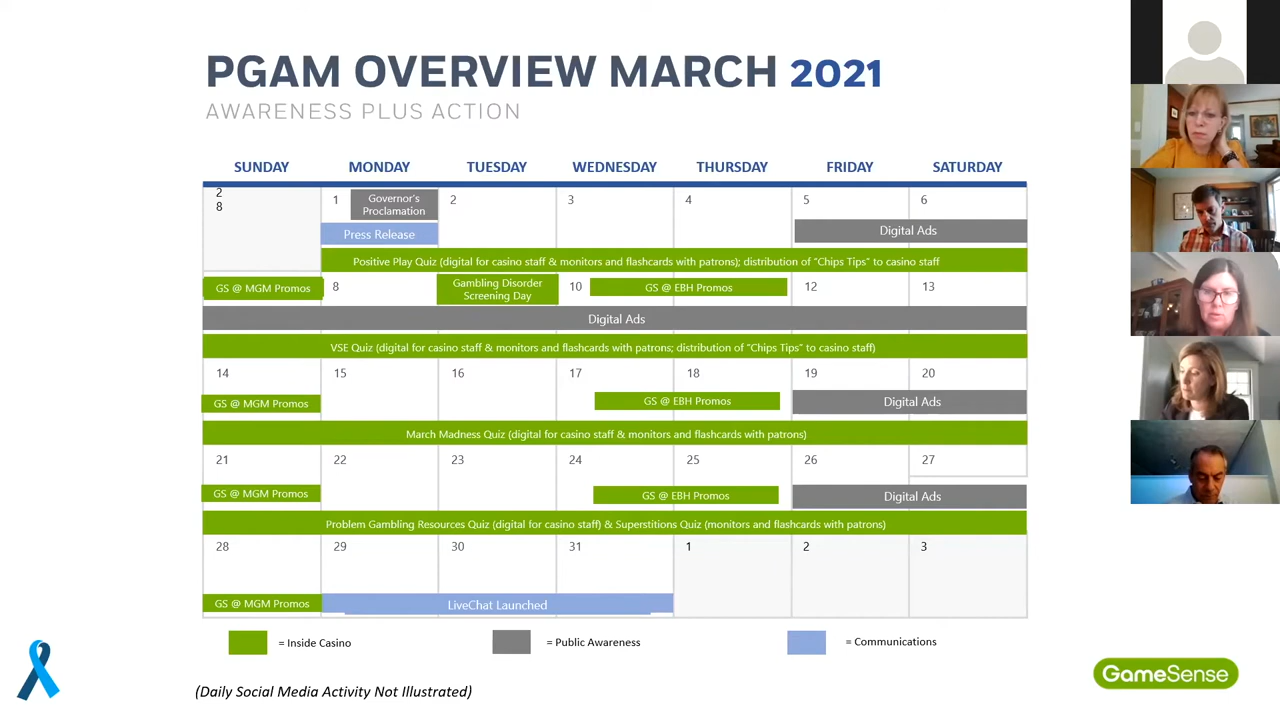 PGAM OVERVIEW MARCH 2021
AWARENESS PLUS ACTION
SUNDAY MONDAY TUESDAY WEDNESDAY THURSDAY FRIDAY SATURDAY
2
8
1 Governor's
Proclamation
2 3 4 5 6
Press Release
Digital Ads
Positive Play Quiz (digital for casino staff & monitors and flashcards with patrons); distribution of "Chips Tips" to casino staff
GS @ MGM Promos
8
Gambling Disorder
Screening Day
10
GS @ EBH Promos
12 13
Digital Ads
VSE Quiz (digital for casino staff & monitors and flashcards with patrons; distribution of "Chips Tips" to casino staff)
14 15 16 17 18 19 20
GS @ MGM Promos
GS @ EBH Promos
Digital Ads
March Madness Quiz (digital for casino staff & monitors and flashcards with patrons)
21 22 23 24 25 26 27
GS @ MGM Promos
GS @ EBH Promos
Digital Ads
Problem Gambling Resources Quiz (digital for casino staff) & Superstitions Quiz (monitors and flashcards with patrons)
28 29 30 31 1 2 3
GS @ MGM Promos
LiveChat Launched
= Inside Casino
= Public Awareness
= Communications
(Daily Social Media Activity Not Illustrated)
GameSense